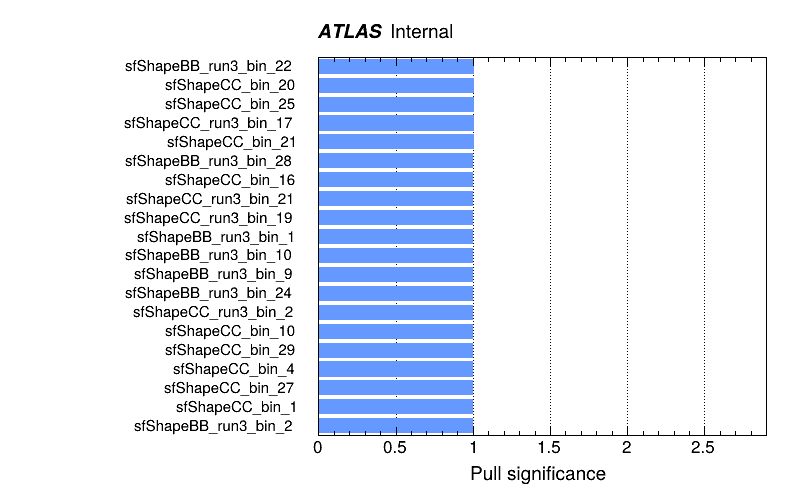 ATLAS Internal
sfShapeBB_run3_bin_22
sfShapeCC_bin_20
sfShapeCC_bin_25
sfShapeCC_run3_bin_17
sfShapeCC_bin_21
sfShapeBB_run3_bin_28
sfShapeCC_bin_16
sfShapeCC_run3_bin_21
sfShapeCC_run3_bin_19
sfShapeBB_run3_bin_1
sfShapeBB_run3_bin_10
sfShapeBB_run3_bin_9
sfShapeBB_run3_bin_24
sfShapeCC_run3_bin_2
sfShapeCC_bin_10
sfShapeCC_bin_29
sfShapeCC_bin_4
sfShapeCC_bin_27
sfShapeCC_bin_1
sfShapeBB_run3_bin_2
0 0.5 1 1.5 2 2.5
Pull significance